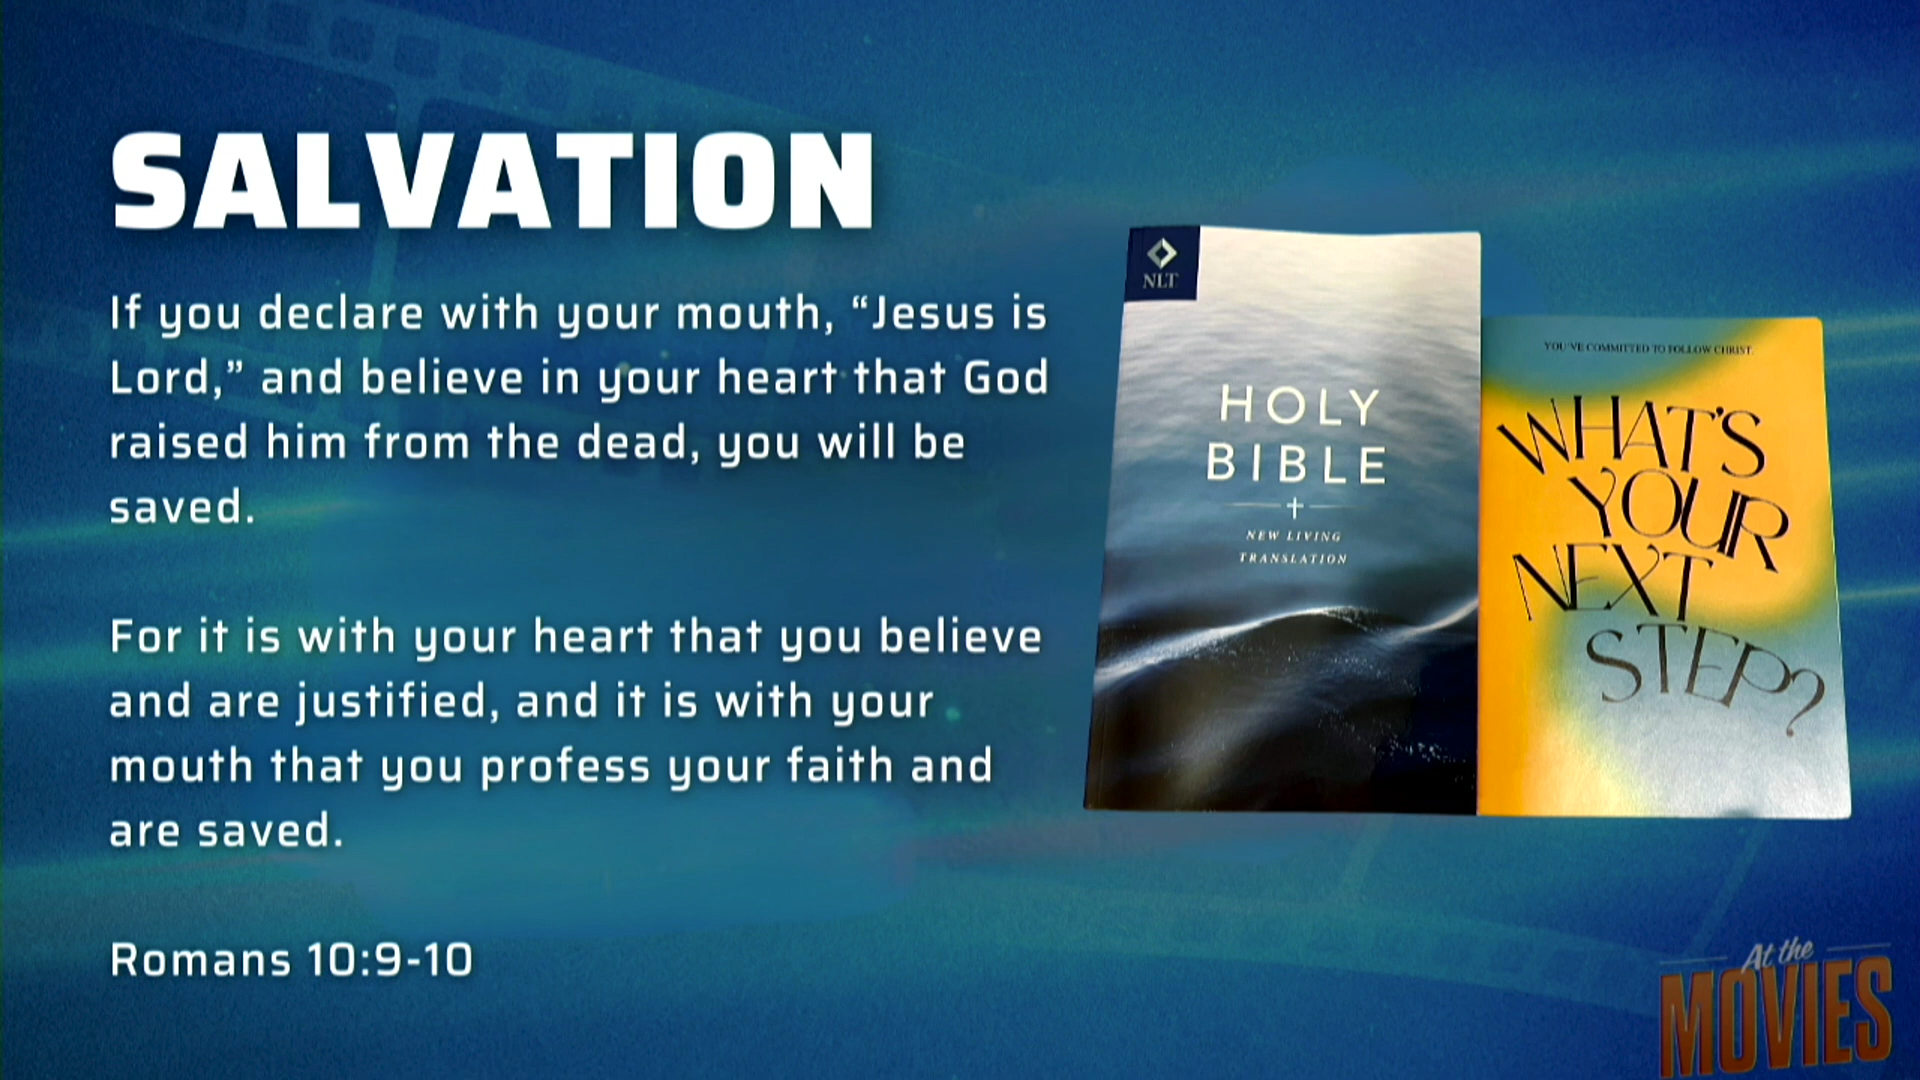 SALVATION
If you declare with your mouth, “Jesus is
Lord,” and believe in your heart that God
raised him from the dead, you will be
saved.
For it is with your heart that you believe
and are justified, and it is with your
mouth that you profess your faith and
are saved.
Romans 10:9-10
NLT
HOLY
BIBLE
NEW LIVING
TRANSLATION
YOU'VE COMMITTED TO FOLLOW CHRIST.
WHAT'S
YOUR
NEXT
STEP?
At the
MOVIES